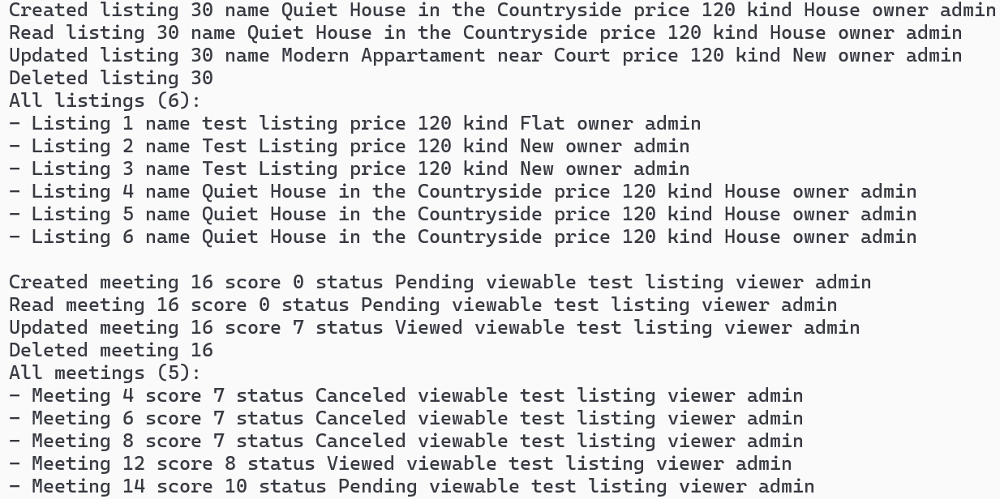 Created listing 30 name Quiet House in the Countryside price 120 kind House owner admin
Read listing 30 name Quiet House in the Countryside price 120 kind House owner admin
Updated listing 30 name Modern Appartament near Court price 120 kind New owner admin
Deleted listing 30
All listings (6):
- Listing 1 name test listing price 120 kind Flat owner admin
- Listing 2 name Test Listing price 120 kind New owner admin
- Listing 3 name Test Listing price 120 kind New owner admin
- Listing 4 name Quiet House in the Countryside price 120 kind House owner admin
- Listing 5 name Quiet House in the Countryside price 120 kind House owner admin
- Listing 6 name Quiet House in the Countryside price 120 kind House owner admin

Created meeting 16 score 0 status Pending viewable test listing viewer admin
Read meeting 16 score 0 status Pending viewable test listing viewer admin
Updated meeting 16 score 7 status Viewed viewable test listing viewer admin
Deleted meeting 16
All meetings (5):
- Meeting 4 score 7 status Canceled viewable test listing viewer admin
- Meeting 6 score 7 status Canceled viewable test listing viewer admin
- Meeting 8 score 7 status Canceled viewable test listing viewer admin
- Meeting 12 score 8 status Viewed viewable test listing viewer admin
- Meeting 14 score 10 status Pending viewable test listing viewer admin